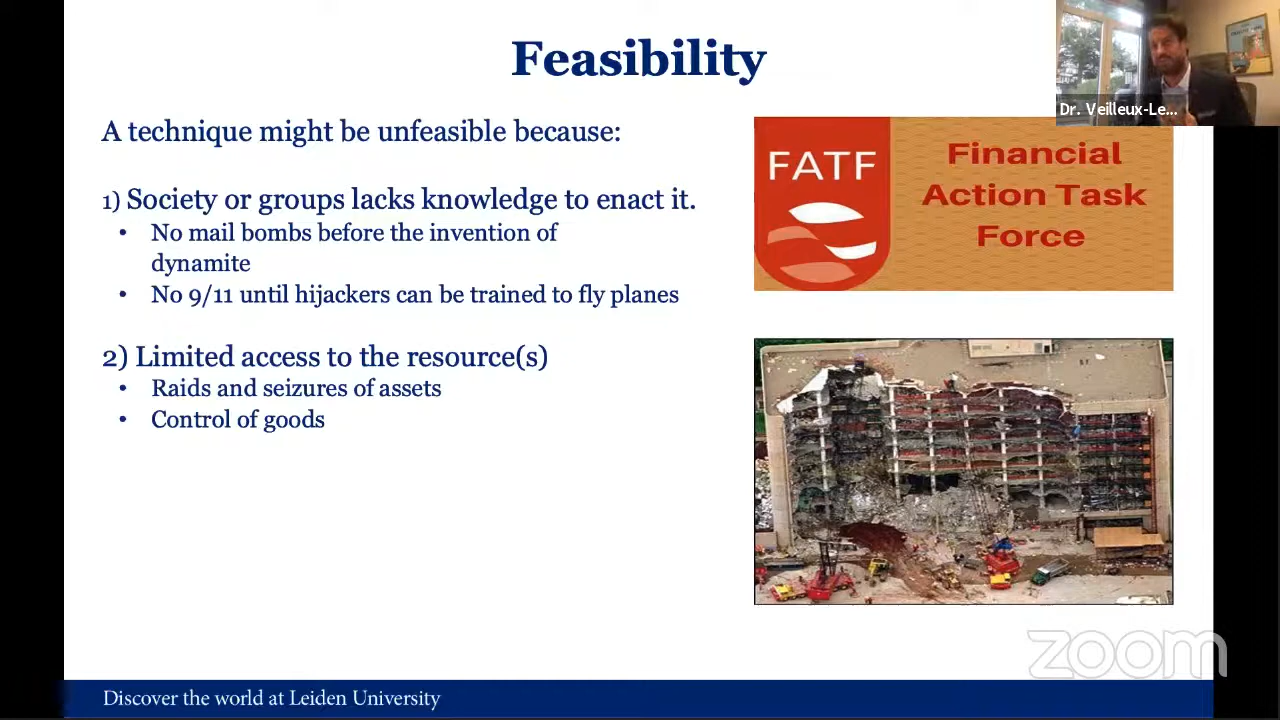 Feasibility
Dr. Veilleux-Le...
A technique might be unfeasible because:
1) Society or groups lacks knowledge to enact it.
• No mail bombs before the invention of
dynamite
• No 9/11 until hijackers can be trained to fly planes
2) Limited access to the resource(s)
• Raids and seizures of assets
• Control of goods
FATF
Financial
Action Task
Force
zoom
Discover the world at Leiden University